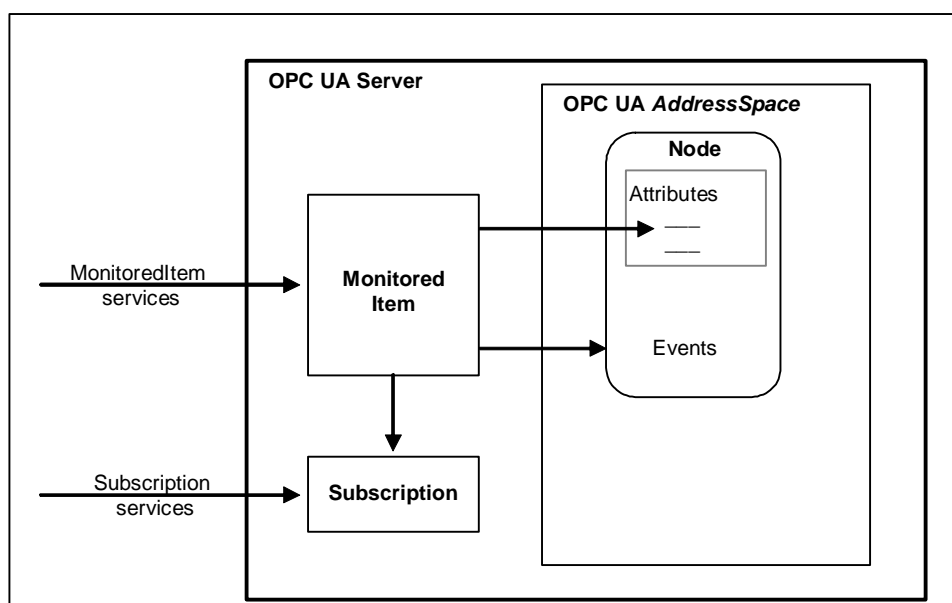 OPC UA Server
OPC UA AddressSpace
Node
Attributes
MonitoredItem
services
Monitored
Item
Events
Subscription
services
Subscription